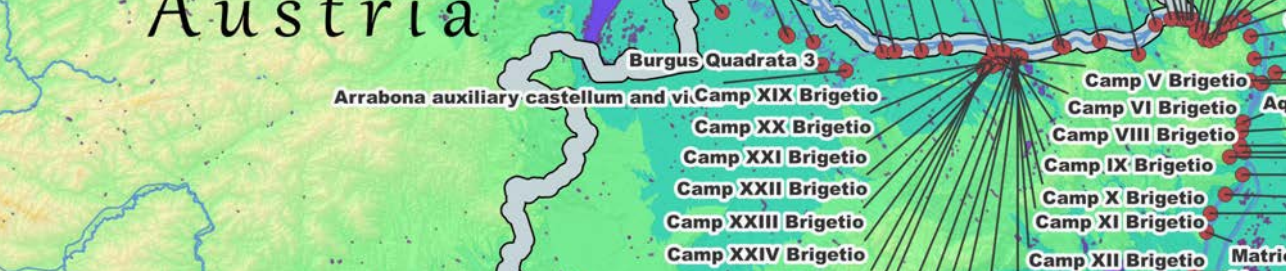 Austria
Burgus Quadrata 3
Arrabona auxiliary castellum and vi
Camp XIX Brigetio
Camp XX Brigetio
Camp XXI Brigetio
Camp XXII Brigetio
Camp XXIII Brigetio
Camp XXIV Brigetio
Camp V Brigetio
Camp VI Brigetio
Camp VIII Brigetio
Camp IX Brigetio
Camp X Brigetio
Camp XI Brigetio
Camp XII Brigetio
Aq
Matri